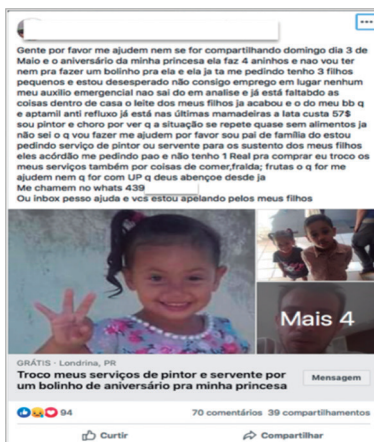 Gente por favor me ajudem nem se for compartilhando domingo dia 3 de
Maio e o aniversário da minha princesa ela faz 4 aninhos e nao vou ter
nem pra fazer um bolinho pra ela e ela ja ta me pedindo tenho 3 filhos
pequenos e estou desesperado não consigo emprego em lugar nenhum
meu auxilio emergencial nao sai do em analise e já está faltabdo as
coisas dentro de casa o leite dos meus filhos ja acabou e o do meu bb q
e aptamil anti refluxo já está nas últimas mamadeiras a lata custa 57$
sou pintor e choro por ver q a situação se repete quase sem alimentos ja
não sei o q vou fazer me ajudem por favor sou pai de família do estou
pedindo serviço de pintor ou servente para os sustento dos meus filhos
eles acórdão me pedindo pao e não tenho 1 Real pra comprar eu troco os
meus serviços também por coisas de comer,fralda; frutas o q for me
ajudem nem q for com UP q deus abençoe desde ja
Me chamem no whats 439
Ou inbox pesso ajuda e vcs estou apelando pelos meus filhos
Mais 4
GRÁTIS · Londrina, PR
Troco meus serviços de pintor e servente por
um bolinho de aniversário pra minha princesa
Mensagem
94
70 comentários 39 compartilhamentos
Curtir
Compartilhar